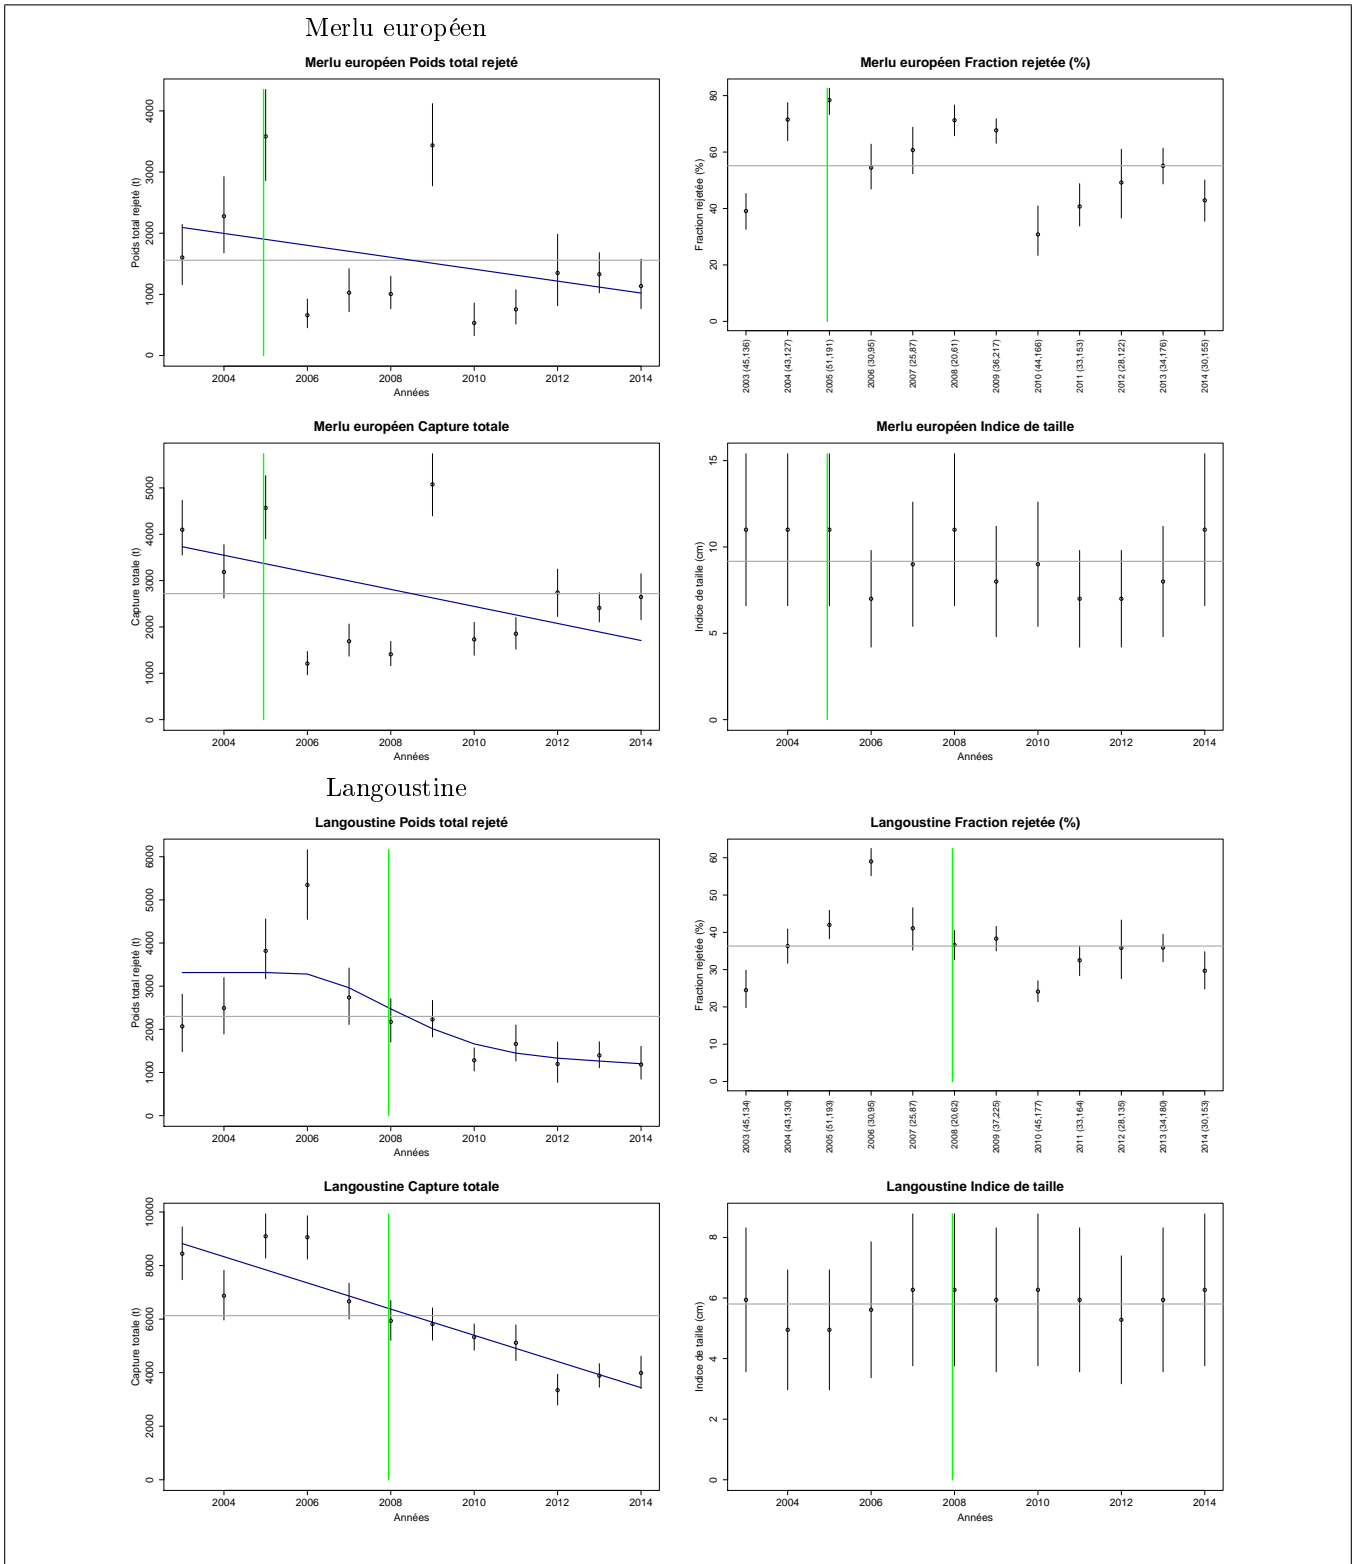 Merlu européen
Merlu européen Poids total rejeté
Poids total rejeté (t)
0 1000 2000 3000 4000
2004 2006 2008 2010 2012 2014
Années
Merlu européen Fraction rejetée (%)
Fraction rejetée (%)
0 20 40 60 80
2003 (45,136)
2004 (43,127)
2005 (51,191)
2006 (30,95)
2007 (25,87)
2008 (20,61)
2009 (36,217)
2010 (44,166)
2011 (33,153)
2012 (28,122)
2013 (34,176)
2014 (30,155)
Merlu européen Capture totale
Capture totale (t)
0 1000 2000 3000 4000 5000
2004 2006 2008 2010 2012 2014
Années
Merlu européen Indice de taille
Indice de taille (cm)
0 5 10 15
2004 2006 2008 2010 2012 2014
Années
Langoustine
Langoustine Poids total rejeté
Poids total rejeté (t)
0 1000 2000 3000 4000 5000 6000
2004 2006 2008 2010 2012 2014
Années
Langoustine Fraction rejetée (%)
Fraction rejetée (%)
0 10 20 30 40 50 60
2003 (45,134)
2004 (43,130)
2005 (51,193)
2006 (30,95)
2007 (25,87)
2008 (20,62)
2009 (37,225)
2010 (45,177)
2011 (33,164)
2012 (28,135)
2013 (34,180)
2014 (30,153)
Langoustine Capture totale
Capture totale (t)
0 2000 4000 6000 8000 10000
2004 2006 2008 2010 2012 2014
Années
Langoustine Indice de taille
Indice de taille (cm)
0 2 4 6 8
2004 2006 2008 2010 2012 2014
Années